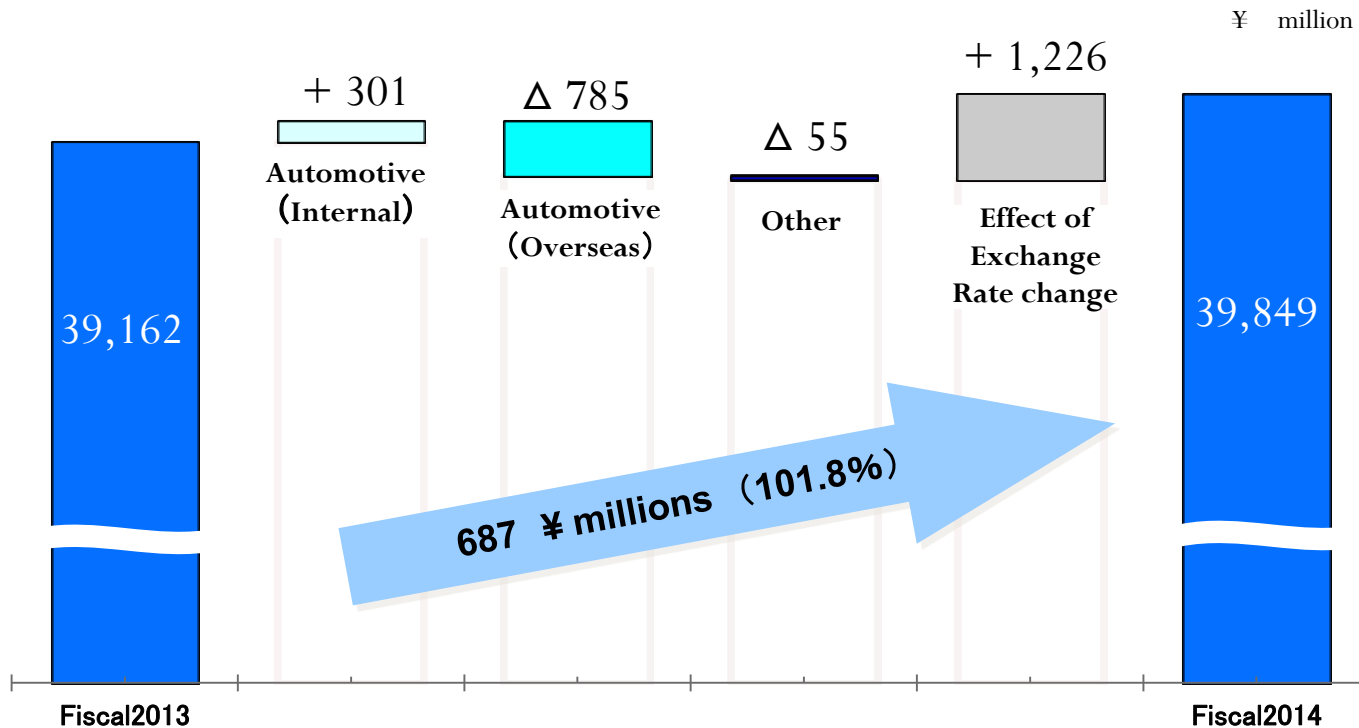 ¥ million
+ 301
Δ 785
Δ 55
+ 1,226
Automotive
(Internal)
Automotive
(Overseas)
Other
Effect of
Exchange
Rate change
39,162
39,849
687 ¥ millions (101.8%)
Fiscal2013
Fiscal2014